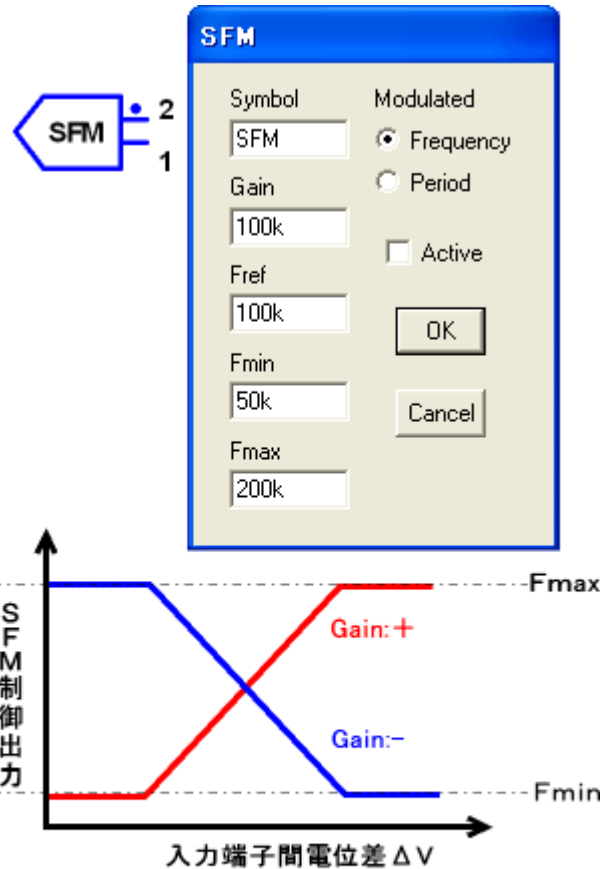 SFM
SFM
2
1
Symbol
SFM
Gain
100k
Fref
100k
Fmin
50k
Fmax
200k
Modulated
Frequency
Period
Active
OK
Cancel
SFM制御出力
Fmax
Gain:+
Gain:-
Fmin
入力端子間電位差ΔV